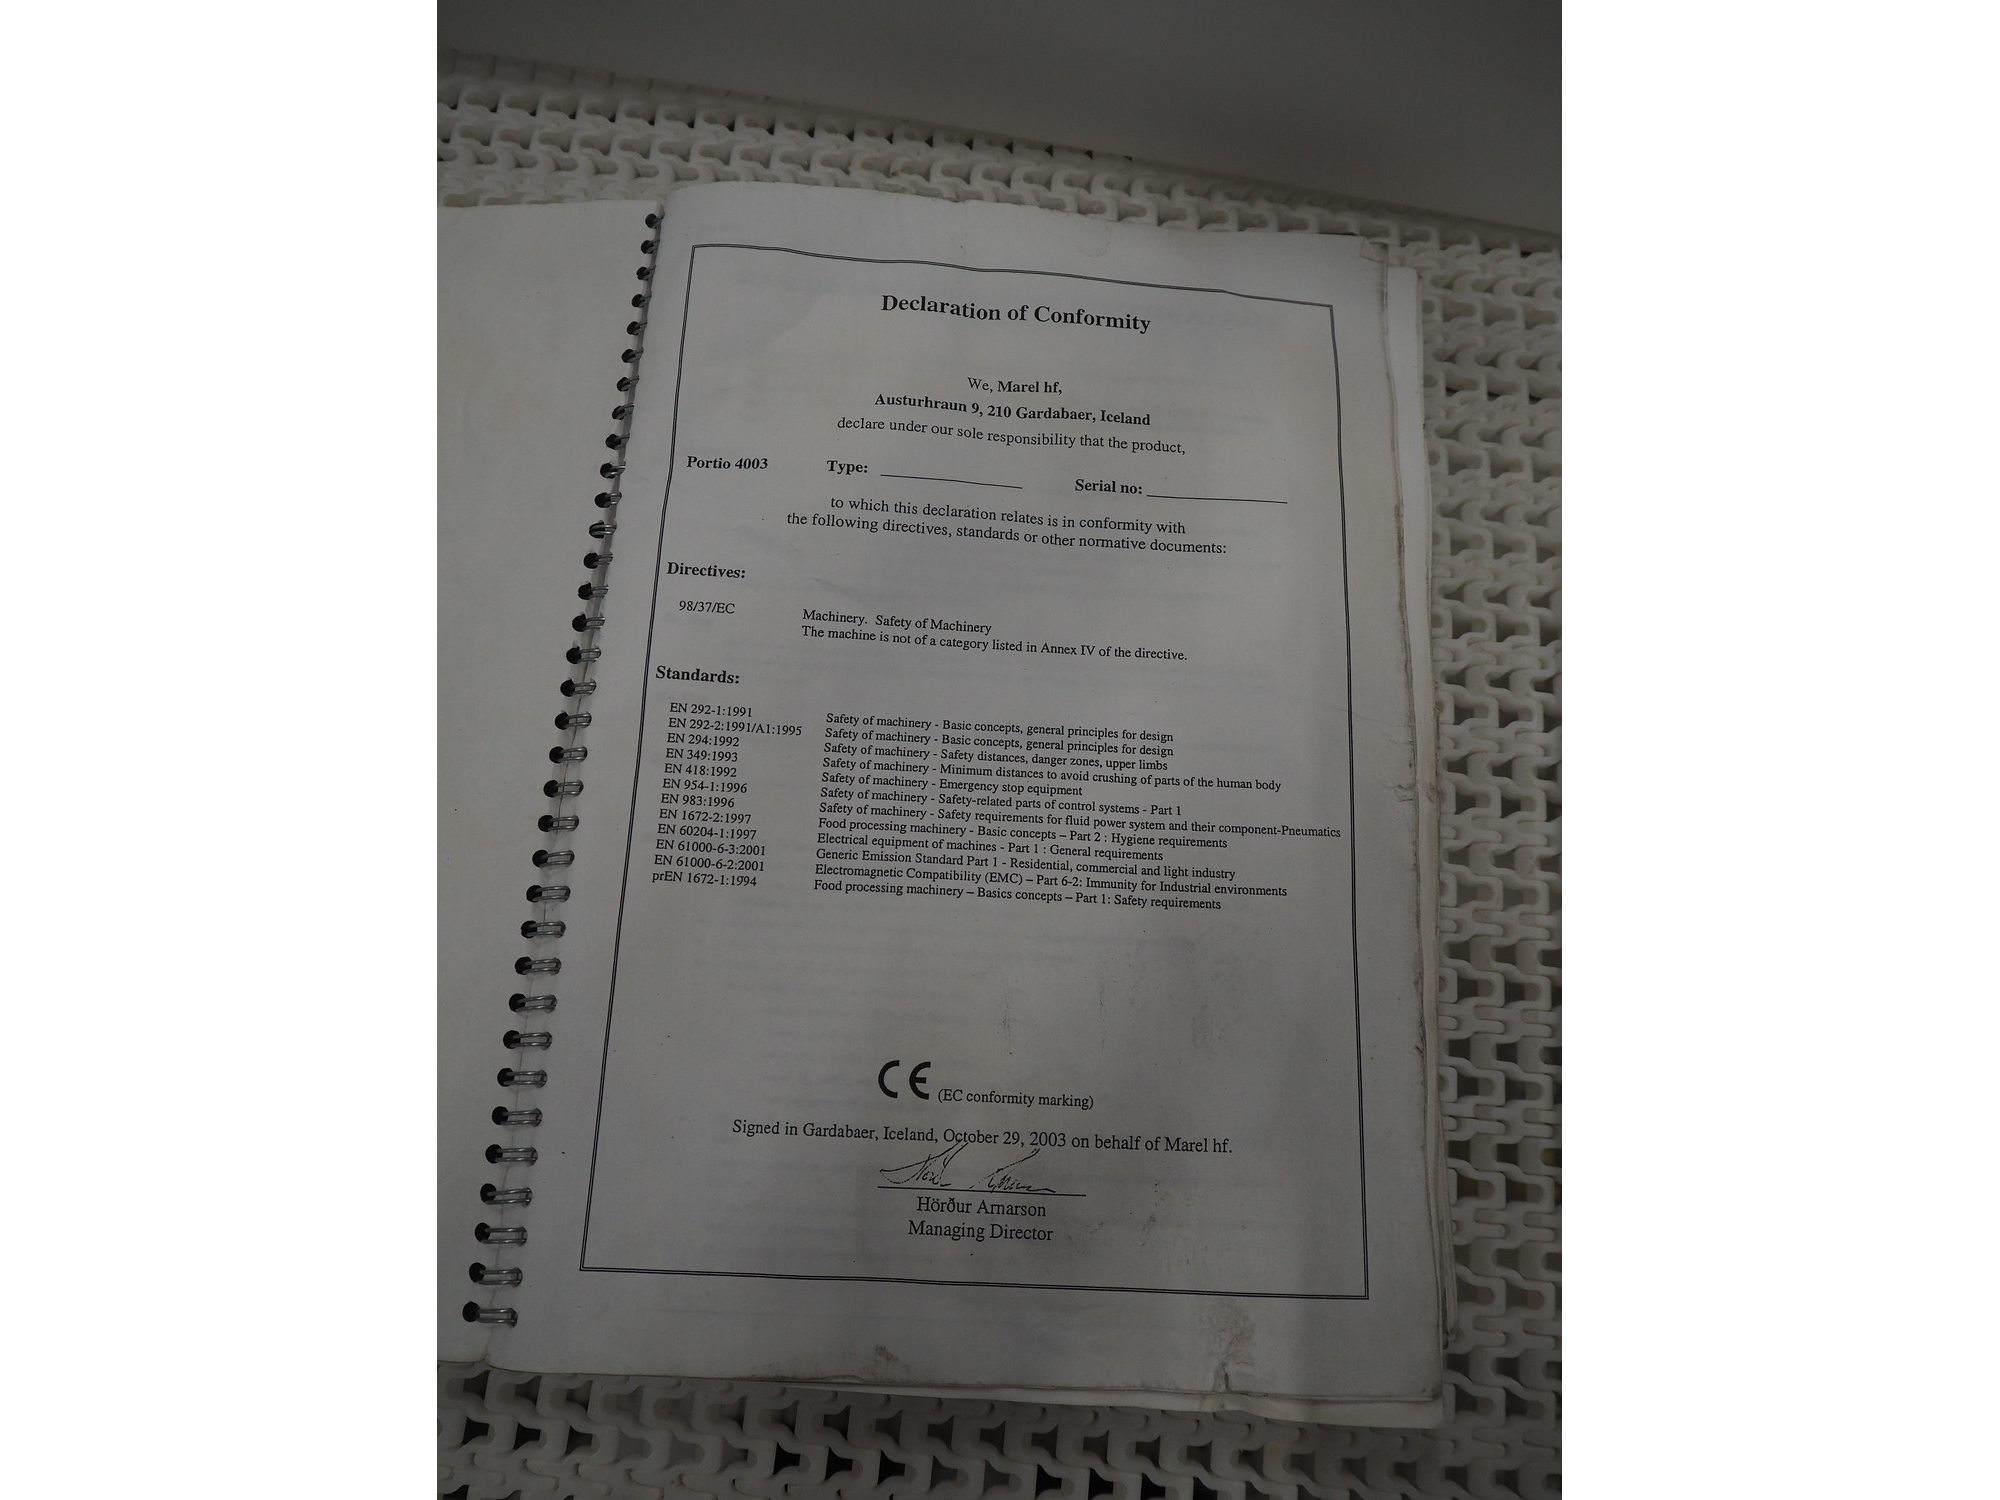 Declaration of Conformity
We, Marel hf,
Austurhraun 9, 210 Gardabaer, Iceland
declare under our sole responsibility that the product,
Portio 4003 Type: Serial no:
to which this declaration relates is in conformity with
the following directives, standards or other normative documents:
Directives:
98/37/EC Machinery. Safety of Machinery
The machine is not of a category listed in Annex IV of the directive.
Standards:
EN 292-1:1991 Safety of machinery - Basic concepts, general principles for design
EN 292-2:1991/A1:1995 Safety of machinery - Basic concepts, general principles for design
EN 294:1992 Safety of machinery - Safety distances, danger zones, upper limbs
EN 349:1993 Safety of machinery - Minimum distances to avoid crushing of parts of the human body
EN 418:1992 Safety of machinery - Emergency stop equipment
EN 954-1:1996 Safety of machinery - Safety-related parts of control systems - Part 1
EN 983:1996 Safety of machinery - Safety requirements for fluid power system and their component-Pneumatics
EN 1672-2:1997 Food processing machinery - Basic concepts – Part 2 : Hygiene requirements
EN 60204-1:1997 Electrical equipment of machines - Part 1 : General requirements
EN 61000-6-3:2001 Generic Emission Standard Part 1 - Residential, commercial and light industry
EN 61000-6-2:2001 Electromagnetic Compatibility (EMC) – Part 6-2: Immunity for Industrial environments
prEN 1672-1:1994 Food processing machinery – Basics concepts – Part 1: Safety requirements
CE (EC conformity marking)
Signed in Gardabaer, Iceland, October 29, 2003 on behalf of Marel hf.
Hörður Arnarson
Managing Director